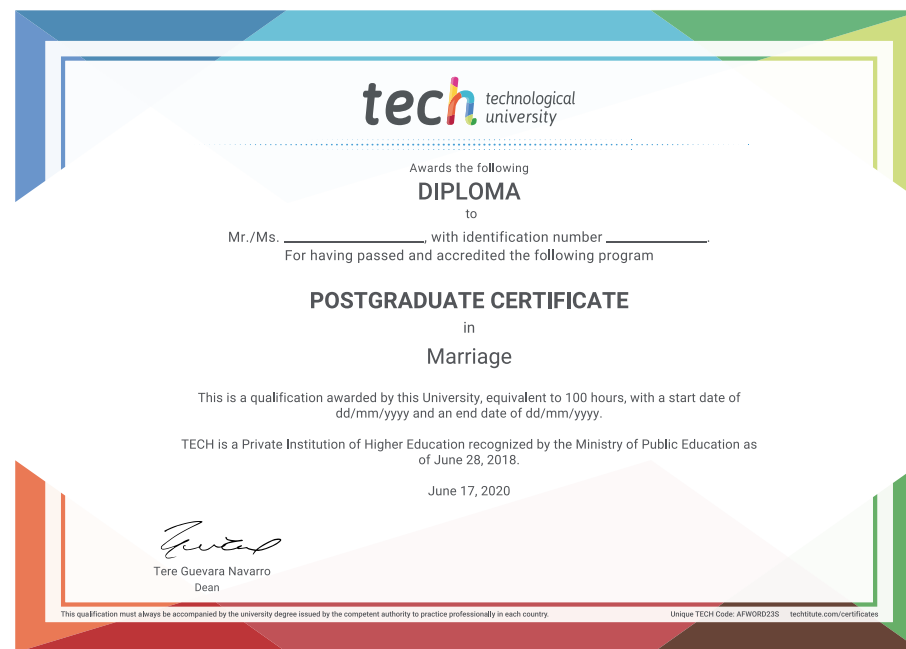 tech technological
university
Awards the following
DIPLOMA
to
Mr./Ms. ________________, with identification number ____________.
For having passed and accredited the following program
POSTGRADUATE CERTIFICATE
in
Marriage
This is a qualification awarded by this University, equivalent to 100 hours, with a start date of
dd/mm/yyyy and an end date of dd/mm/yyyy.
TECH is a Private Institution of Higher Education recognized by the Ministry of Public Education as
of June 28, 2018.
June 17, 2020
Tere Guevara Navarro
Dean
This qualification must always be accompanied by the university degree issued by the competent authority to practice professionally in each country. Unique TECH Code: AFWORD23S techtitute.com/certificates